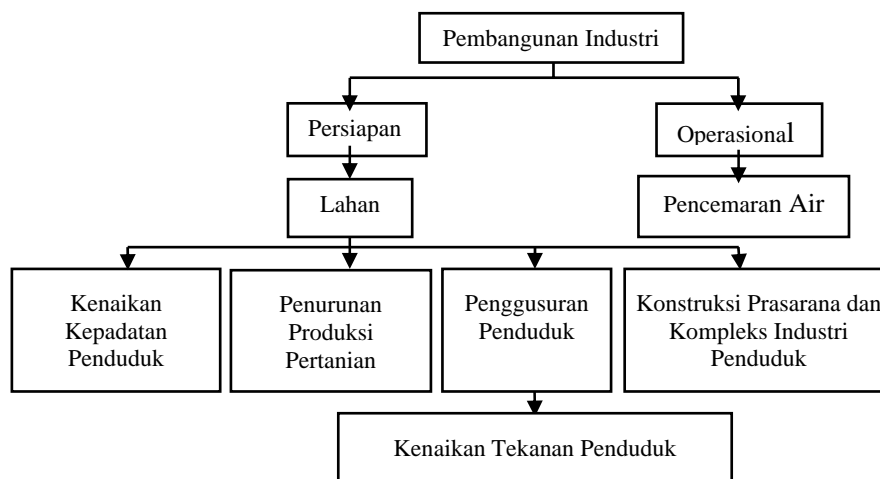 Pembangunan Industri
Persiapan
Operasional
Lahan
Pencemaran Air
Kenaikan
Kepadatan
Penduduk
Penurunan
Produksi
Pertanian
Penggusuran
Penduduk
Konstruksi Prasarana dan
Kompleks Industri
Penduduk
Kenaikan Tekanan Penduduk